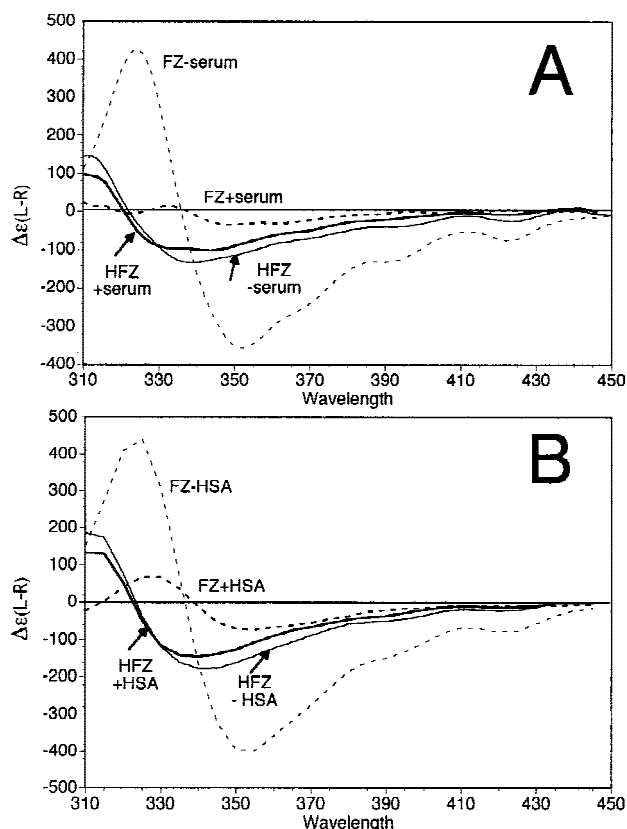 500
400
300
200
100
0
-100
-200
-300
-400
310 330 350 370 390 410 430 450
Wavelength
Δε(L-R)
A
FZ-serum
FZ+serum
HFZ
+serum
HFZ
-serum
500
400
300
200
100
0
-100
-200
-300
-400
-500
310 330 350 370 390 410 430 450
Wavelength
Δε(L-R)
B
FZ-HSA
FZ+HSA
HFZ
+HSA
HFZ
- HSA